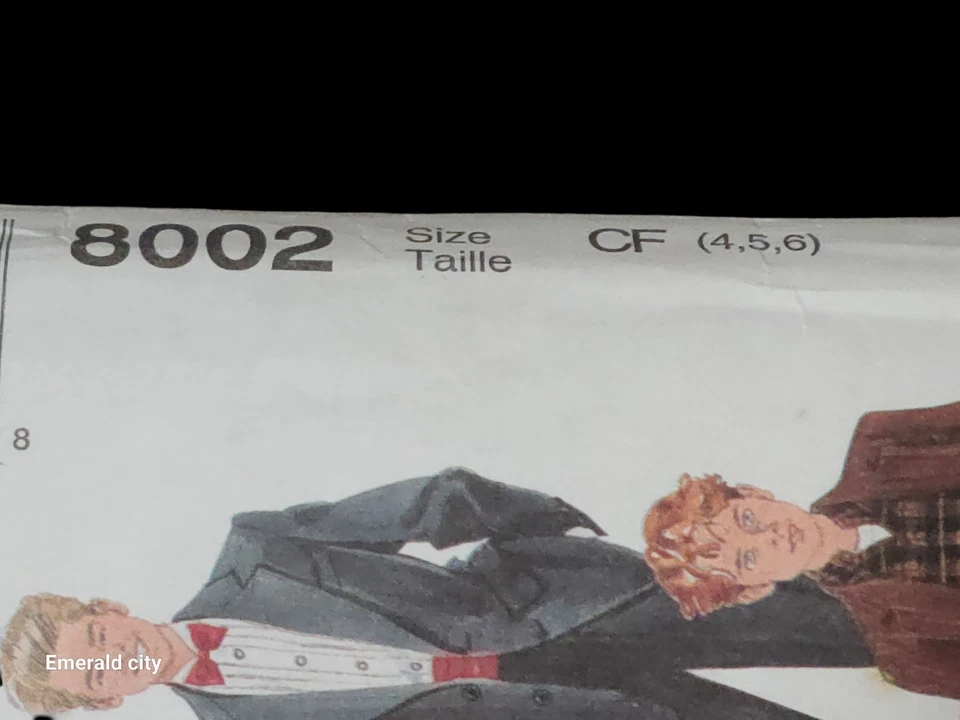 8002 Size CF (4,5,6)
Taille
8
Emerald city